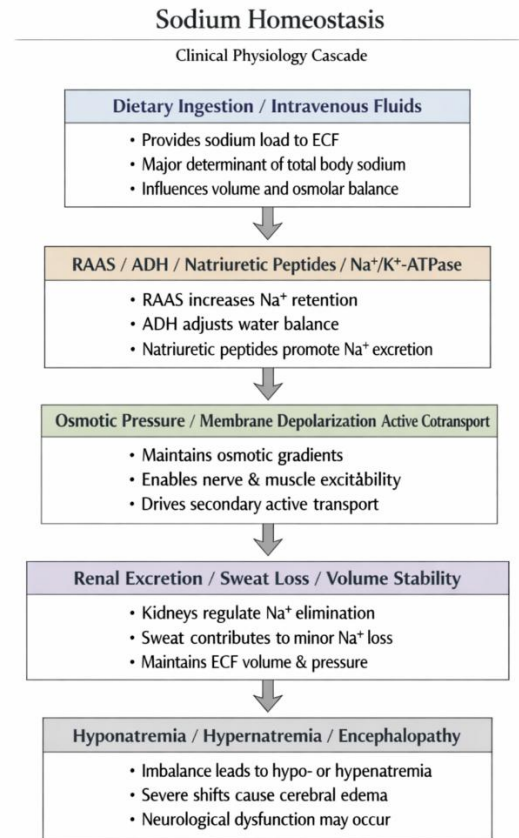 Sodium Homeostasis
Clinical Physiology Cascade
Dietary Ingestion / Intravenous Fluids
• Provides sodium load to ECF
• Major determinant of total body sodium
• Influences volume and osmolar balance
RAAS / ADH / Natriuretic Peptides / Na⁺/K⁺-ATPase
• RAAS increases Na⁺ retention
• ADH adjusts water balance
• Natriuretic peptides promote Na⁺ excretion
Osmotic Pressure / Membrane Depolarization Active Cotransport
• Maintains osmotic gradients
• Enables nerve & muscle excitability
• Drives secondary active transport
Renal Excretion / Sweat Loss / Volume Stability
• Kidneys regulate Na⁺ elimination
• Sweat contributes to minor Na⁺ loss
• Maintains ECF volume & pressure
Hyponatremia / Hypernatremia / Encephalopathy
• Imbalance leads to hypo- or hypenatremia
• Severe shifts cause cerebral edema
• Neurological dysfunction may occur